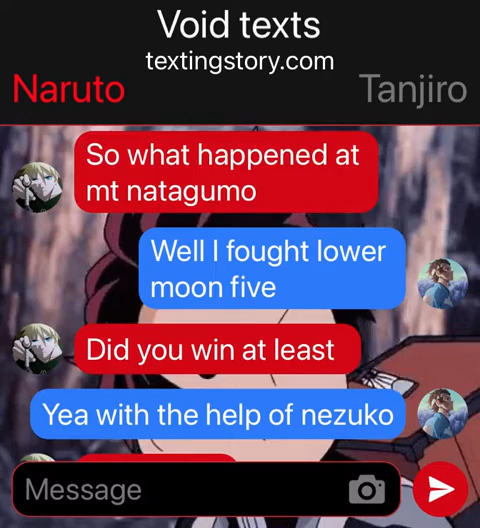 Void texts
textingstory.com
Naruto Tanjiro
So what happened at
mt natagumo
Well I fought lower
moon five
Did you win at least
Yea with the help of nezuko
Message